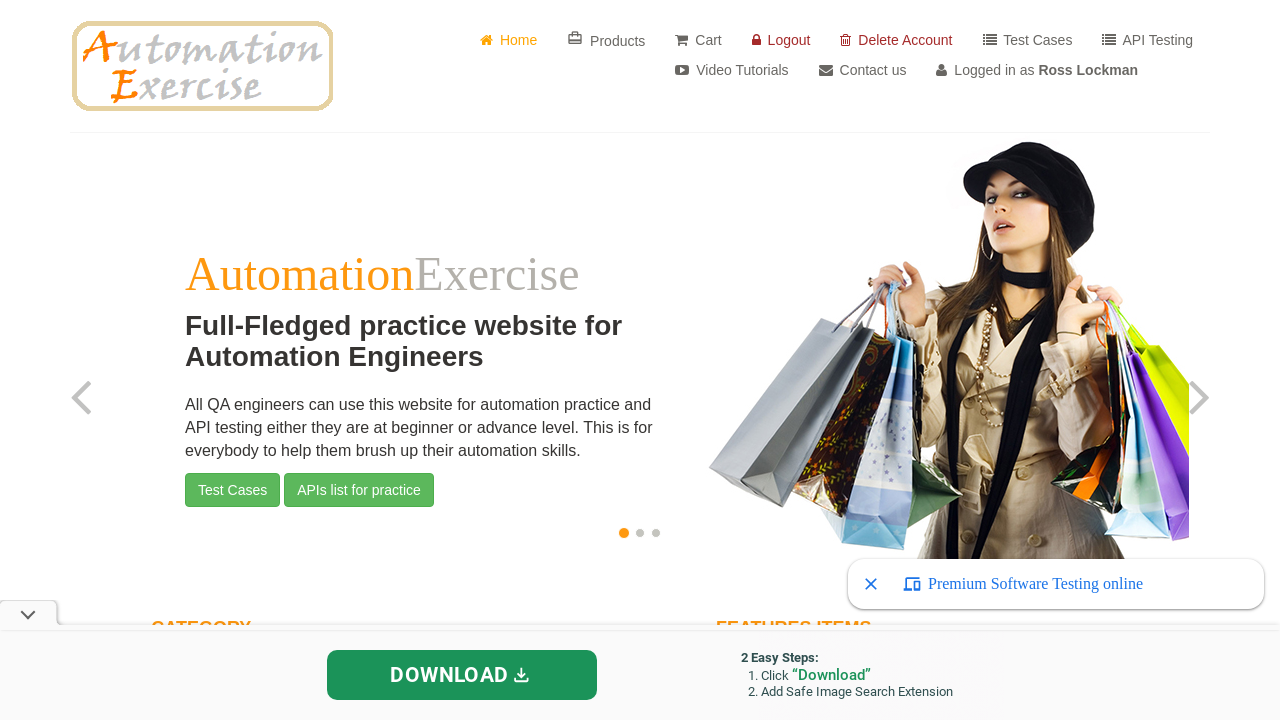 Automation
Exercise
Home Products Cart Logout Delete Account Test Cases API Testing
Video Tutorials Contact us Logged in as Ross Lockman
AutomationExercise
Full-Fledged practice website for
Automation Engineers
All QA engineers can use this website for automation practice and
API testing either they are at beginner or advance level. This is for
everybody to help them brush up their automation skills.
Test Cases APIs list for practice
Premium Software Testing online
CATEGORY FEATURES ITEMS
DOWNLOAD
2 Easy Steps:
1. Click “Download”
2. Add Safe Image Search Extension